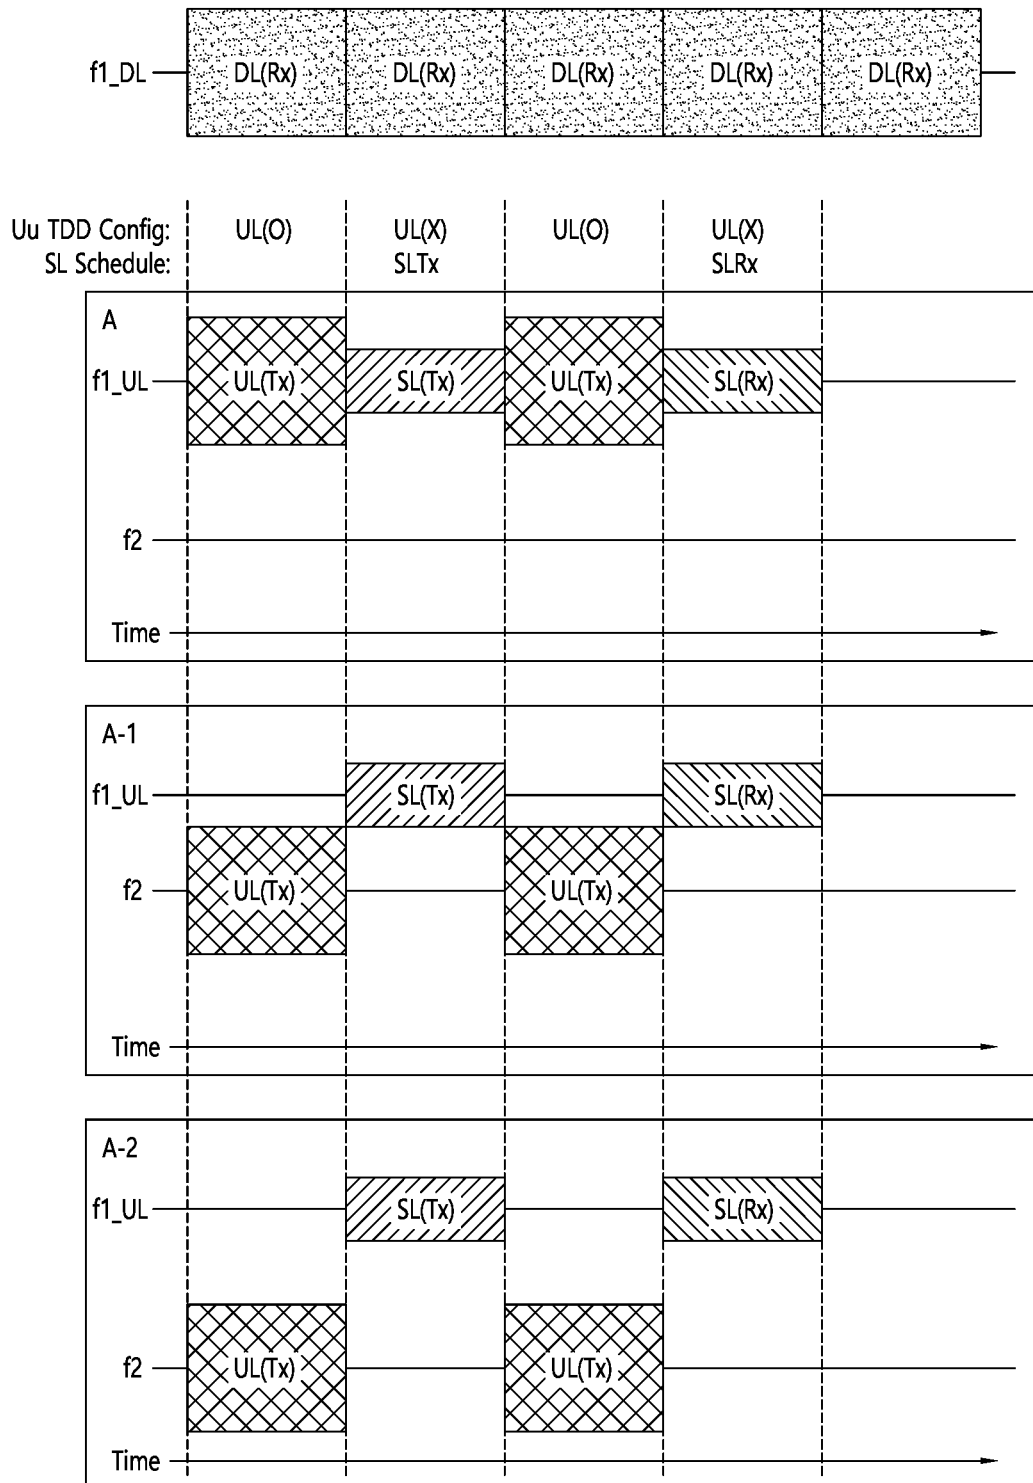 f1_DL DL(Rx) DL(Rx) DL(Rx) DL(Rx) DL(Rx)
Uu TDD Config: UL(O) UL(X) UL(O) UL(X)
SL Schedule: SLTx SLRx
A
f1_UL UL(Tx) SL(Tx) UL(Tx) SL(Rx)
f2
Time
A-1
f1_UL SL(Tx) SL(Rx)
f2 UL(Tx) UL(Tx)
Time
A-2
f1_UL SL(Tx) SL(Rx)
f2 UL(Tx) UL(Tx)
Time